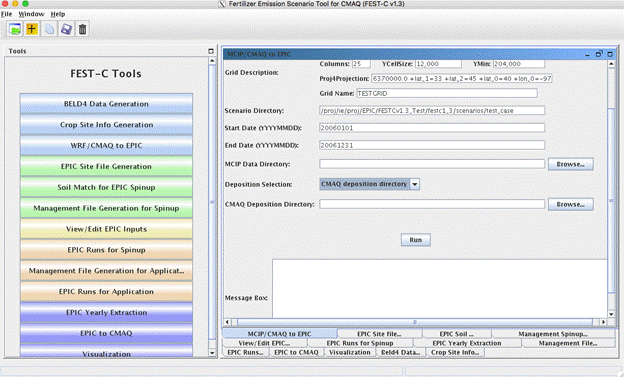 Fertilizer Emission Scenario Tool for CMAQ (FEST-C v1.3)
File Window Help
Tools
FEST-C Tools
BELD4 Data Generation
Crop Site Info Generation
WRF/CMAQ to EPIC
EPIC Site File Generation
Soil Match for EPIC Spinup
Management File Generation for Spinup
View/Edit EPIC Inputs
EPIC Runs for Spinup
Management File Generation for Applicat...
EPIC Runs for Application
EPIC Yearly Extraction
EPIC to CMAQ
Visualization
MCIP/CMAQ to EPIC
Columns: 25 YCellSize: 12,000 YMin: 204,000
Grid Description:
Proj4Projection: 6370000.0 +lat_1=33 +lat_2=45 +lat_0=40 +lon_0=-97
Grid Name: TESTGRID
Scenario Directory: /proj/ie/proj/EPIC/FESTCv1.3_Test/festc1_3/scenarios/test_case
Start Date (YYYYMMDD): 20060101
End Date (YYYYMMDD): 20061231
MCIP Data Directory: Browse...
Deposition Selection: CMAQ deposition directory
CMAQ Deposition Directory: Browse...
Run
Message Box:
MCIP/CMAQ to EPIC EPIC Site file... EPIC Soil ... Management Spinup...
View/Edit EPIC... EPIC Runs for Spinup EPIC Yearly Extraction Management File...
EPIC Runs... EPIC to CMAQ Visualization Beld4 Data... Crop Site Info...